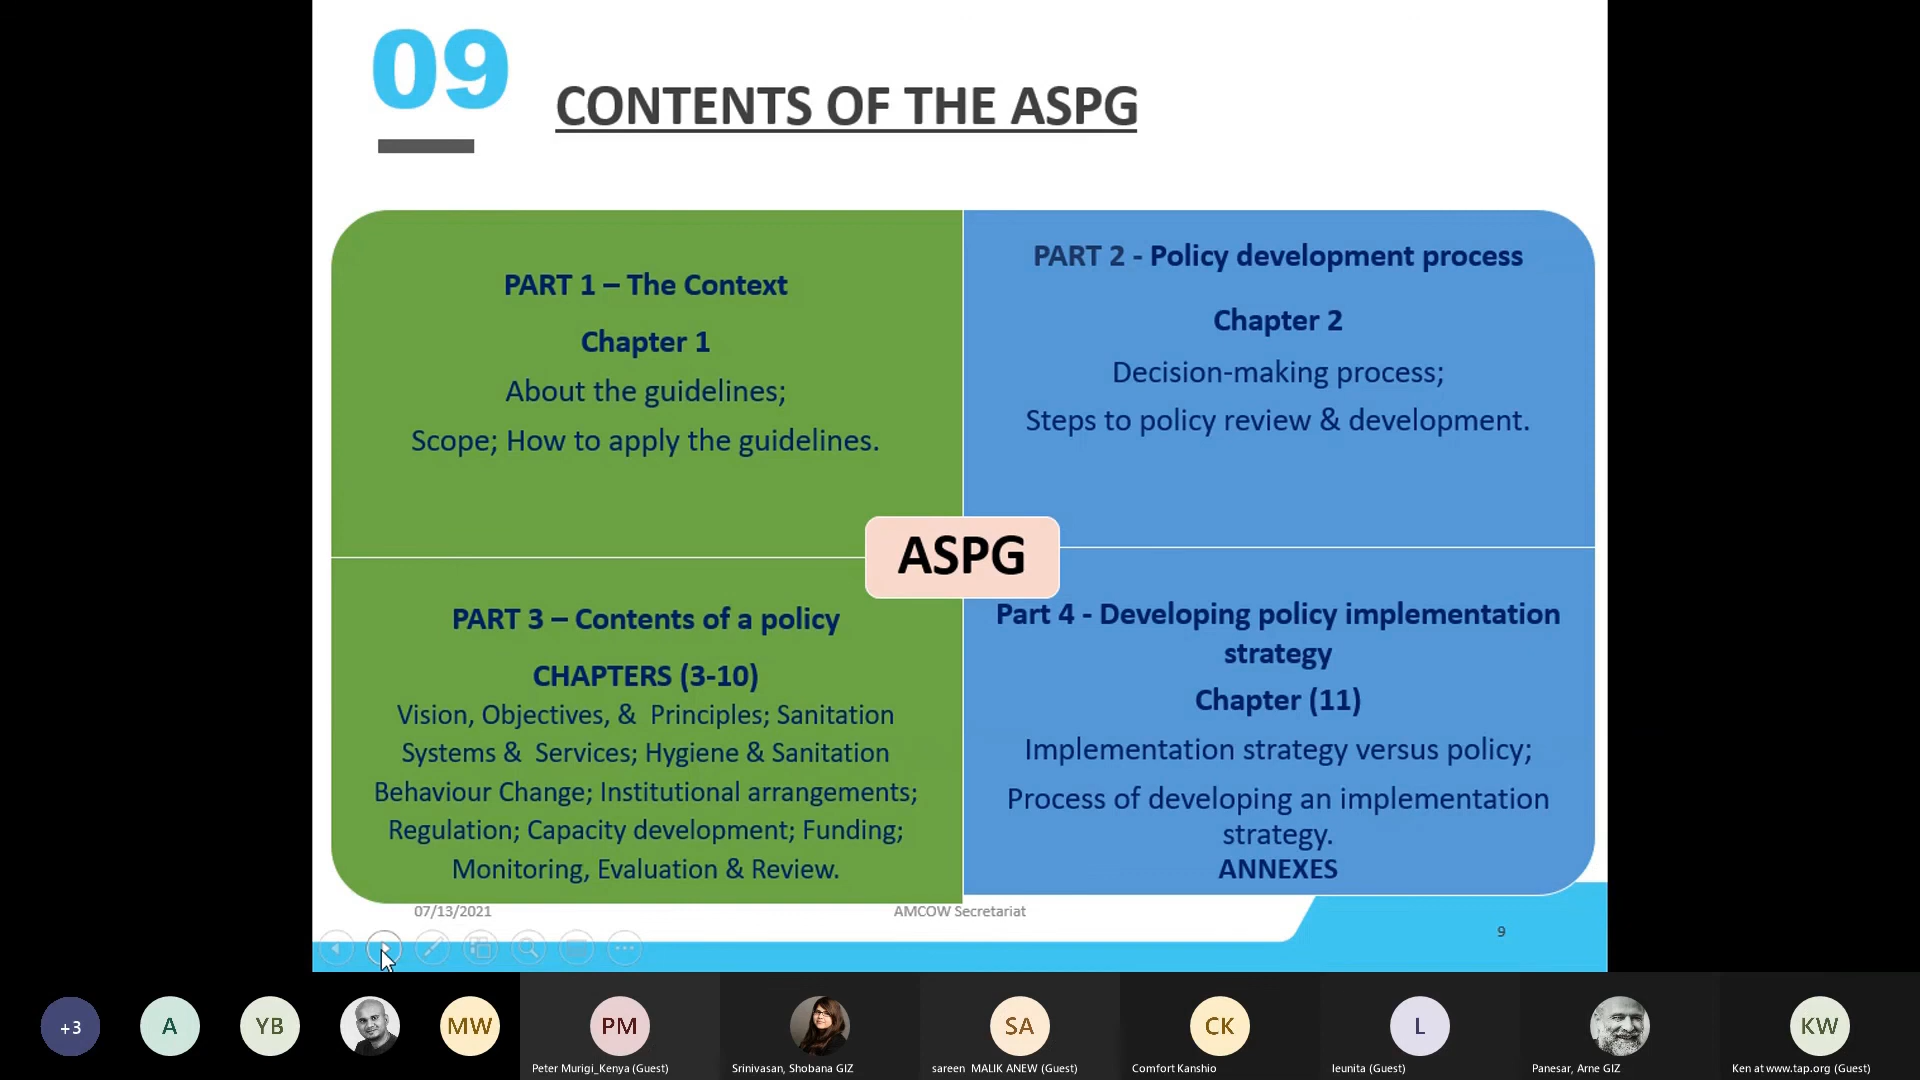 09
CONTENTS OF THE ASPG
PART 1 – The Context
Chapter 1
About the guidelines;
Scope; How to apply the guidelines.
PART 2 - Policy development process
Chapter 2
Decision-making process;
Steps to policy review & development.
ASPG
PART 3 – Contents of a policy
CHAPTERS (3-10)
Vision, Objectives, & Principles; Sanitation
Systems & Services; Hygiene & Sanitation
Behaviour Change; Institutional arrangements;
Regulation; Capacity development; Funding;
Monitoring, Evaluation & Review.
Part 4 - Developing policy implementation
strategy
Chapter (11)
Implementation strategy versus policy;
Process of developing an implementation
strategy.
ANNEXES
07/13/2021
AMCOW Secretariat
9
+3
A
YB
MW
PM
SA
CK
L
KW
Peter Murigi_Kenya (Guest)
Srinivasan, Shobana GIZ
sareen MALIK ANEW (Guest)
Comfort Kanshio
leunita (Guest)
Panesar, Arne GIZ
Ken at www.tap.org (Guest)